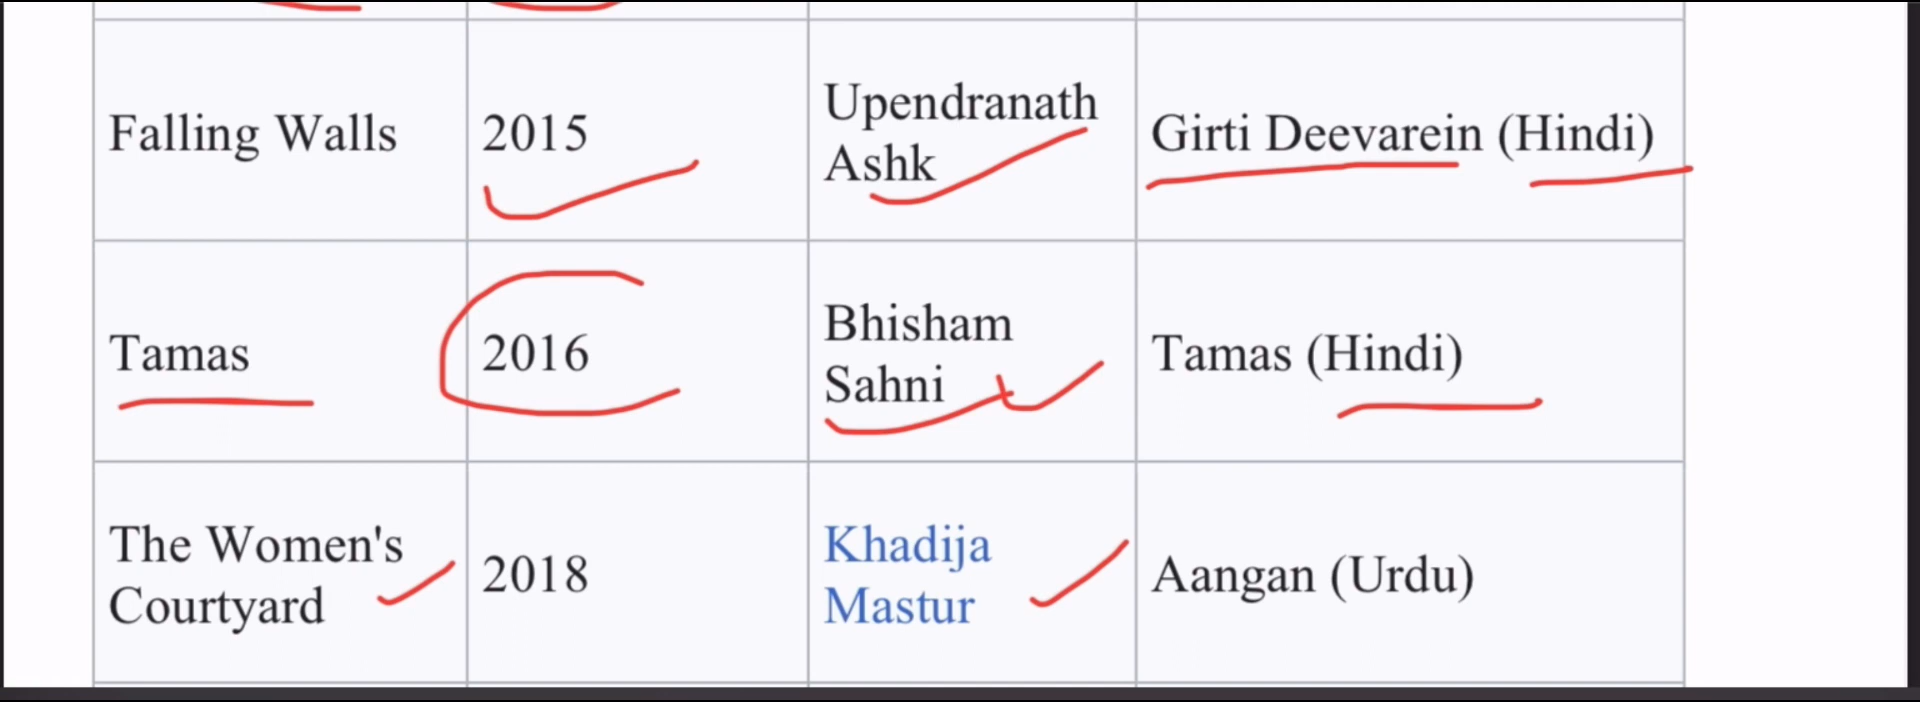 Falling Walls
2015
Upendranath
Ashk
Girti Deevarein (Hindi)
Tamas
2016
Bhisham
Sahni
Tamas (Hindi)
The Women's
Courtyard
2018
Khadija
Mastur
Aangan (Urdu)